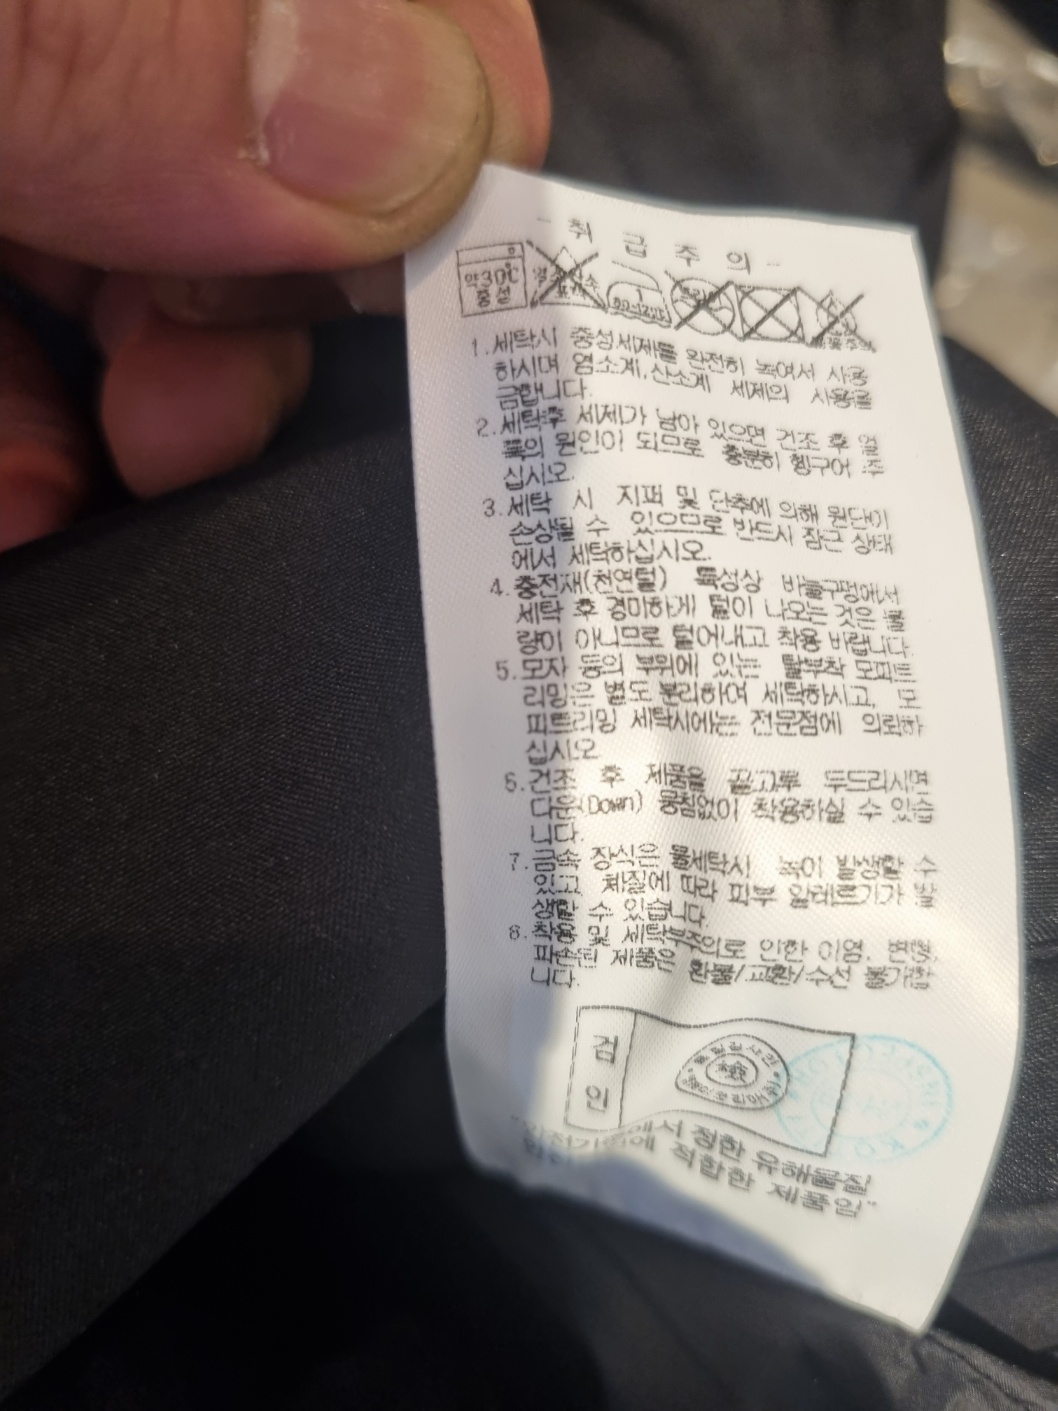 - 취 급 주 의 -
약30℃
중성
1.세탁시 중성세제를 완전히 녹여서 사용
하시며 염소계,산소계 세제의 사용을
금합니다.
2.세탁후 세제가 남아 있으면 건조 후 얼
룩의 원인이 되므로 충분히 헹구어 주
십시오.
3.세탁 시 지퍼 및 단추에 의해 원단이
손상될 수 있으므로 반드시 잠근 상태
에서 세탁하십시오.
4.충전재(천연털) 특성상 바늘구멍에서
세탁 후 경미하게 털이 나오는 것은 불
량이 아니므로 털어내고 착용 바랍니다.
5.모자 등의 부위에 있는 탈부착 모피트
리밍은 별도 분리하여 세탁하시고, 모
피트리밍 세탁시에는 전문점에 의뢰하
십시오
6.건조 후 제품을 골고루 두드리시면
다운(Down) 뭉침없이 착용하실 수 있습
니다.
7.금속 장식은 물세탁시 녹이 발생할 수
있고 체질에 따라 피부 알레르기가 발
생할 수 있습니다.
8.착용 및 세탁부주의로 인한 이염, 변형,
파손된 제품은 환불/교환/수선 불가합
니다.
검
인
에서 정한 유해물질
에 적합한 제품임"